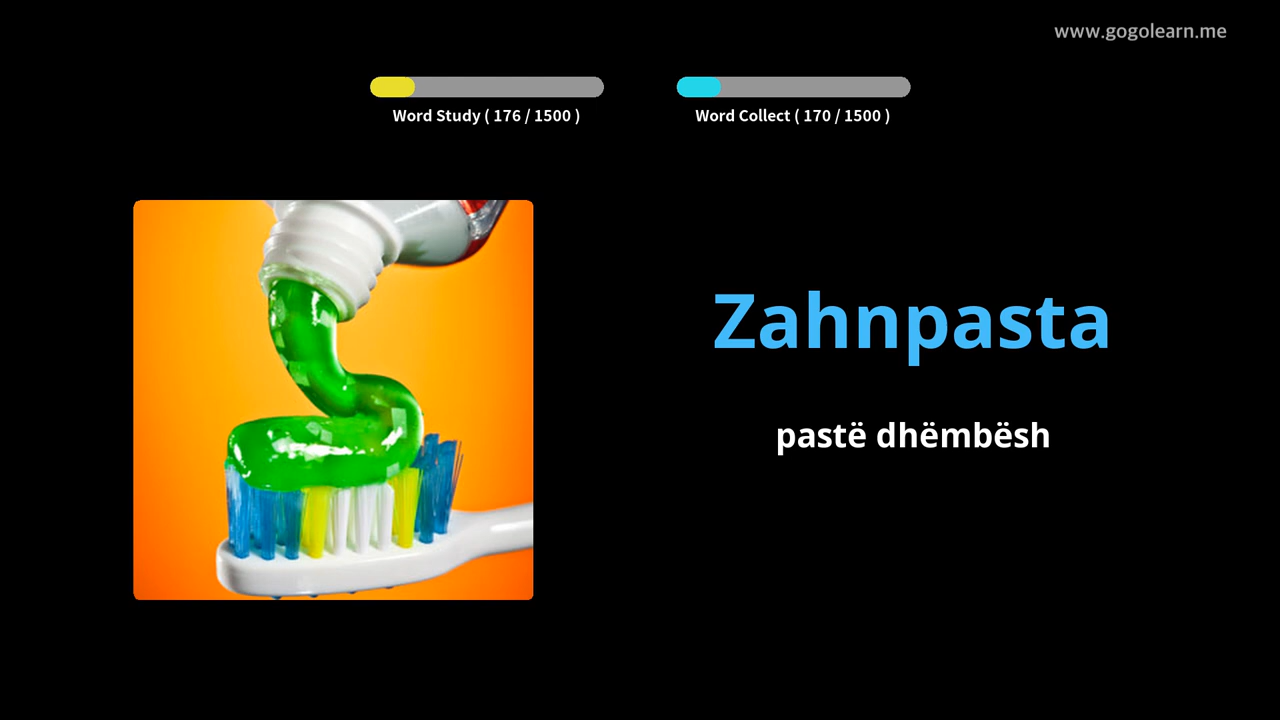 www.gogolearn.me
Word Study ( 176 / 1500 )
Word Collect ( 170 / 1500 )
Zahnpasta
pastë dhëmbësh